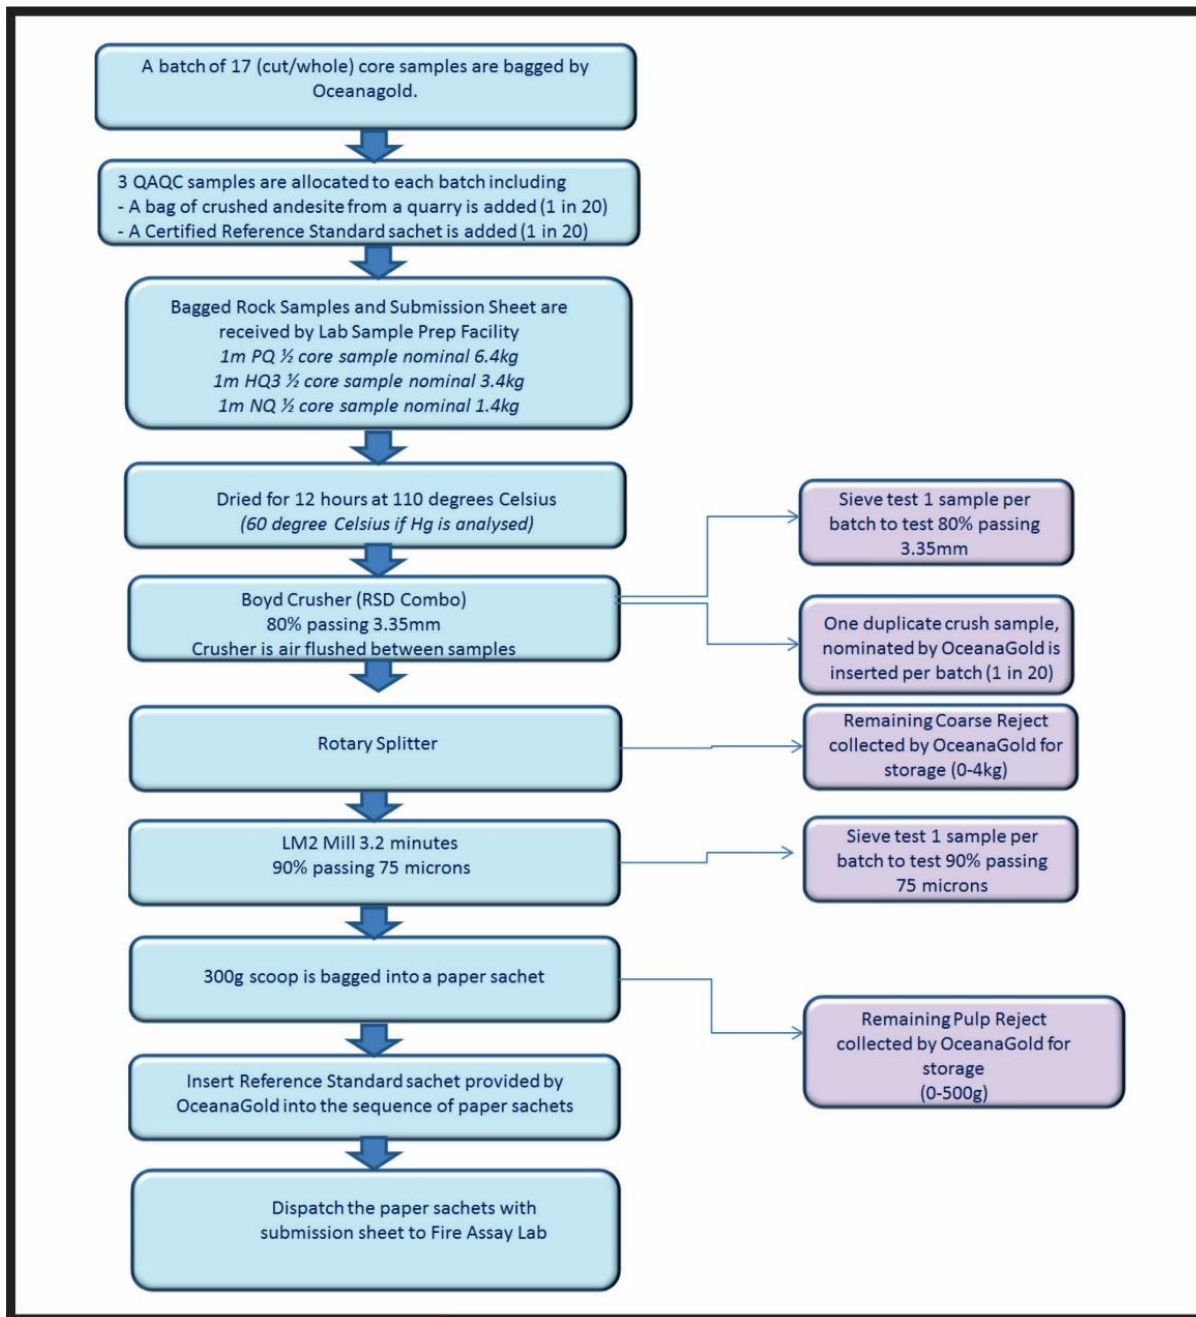 A batch of 17 (cut/whole) core samples are bagged by
Oceanagold.
3 QAQC samples are allocated to each batch including
- A bag of crushed andesite from a quarry is added (1 in 20)
- A Certified Reference Standard sachet is added (1 in 20)
Bagged Rock Samples and Submission Sheet are
received by Lab Sample Prep Facility
1m PQ ½ core sample nominal 6.4kg
1m HQ3 ½ core sample nominal 3.4kg
1m NQ ½ core sample nominal 1.4kg
Dried for 12 hours at 110 degrees Celsius
(60 degree Celsius if Hg is analysed)
Sieve test 1 sample per
batch to test 80% passing
3.35mm
Boyd Crusher (RSD Combo)
80% passing 3.35mm
Crusher is air flushed between samples
One duplicate crush sample,
nominated by OceanaGold is
inserted per batch (1 in 20)
Rotary Splitter
Remaining Coarse Reject
collected by OceanaGold for
storage (0-4kg)
LM2 Mill 3.2 minutes
90% passing 75 microns
Sieve test 1 sample per
batch to test 90% passing
75 microns
300g scoop is bagged into a paper sachet
Remaining Pulp Reject
collected by OceanaGold for
storage
(0-500g)
Insert Reference Standard sachet provided by
OceanaGold into the sequence of paper sachets
Dispatch the paper sachets with
submission sheet to Fire Assay Lab